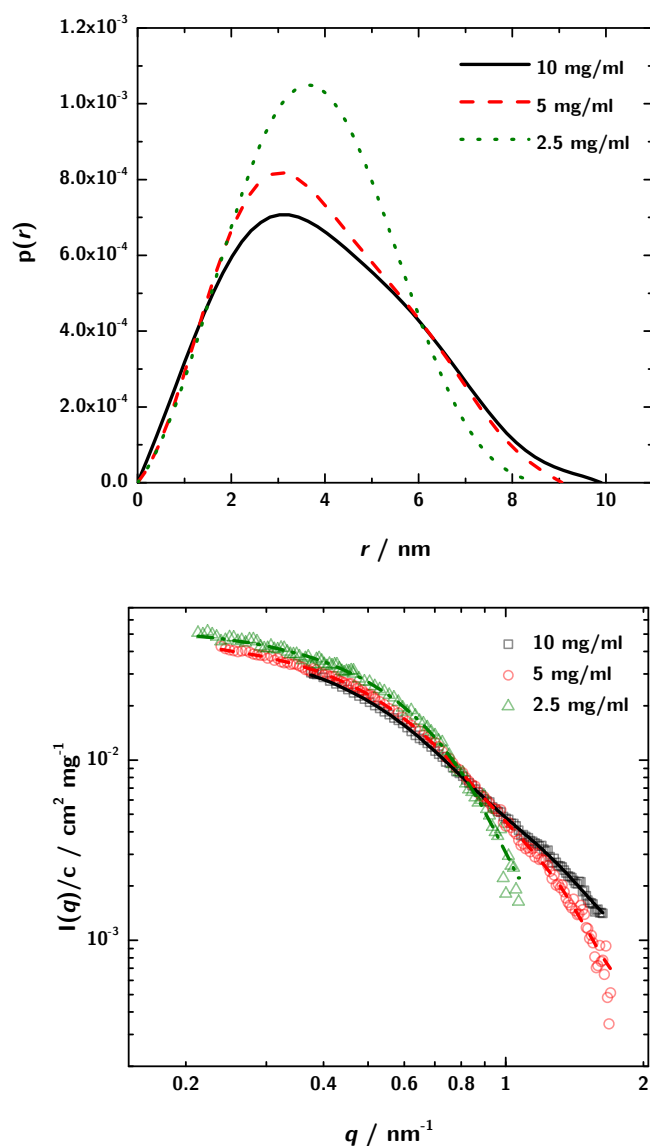 1.2x10⁻³
1.0x10⁻³
8.0x10⁻⁴
6.0x10⁻⁴
4.0x10⁻⁴
2.0x10⁻⁴
0.0
p(r)
10 mg/ml
5 mg/ml
2.5 mg/ml
0 2 4 6 8 10
r / nm
10⁻²
10⁻³
I(q)/c / cm² mg⁻¹
10 mg/ml
5 mg/ml
2.5 mg/ml
0.2 0.4 0.6 0.8 1 2
q / nm⁻¹